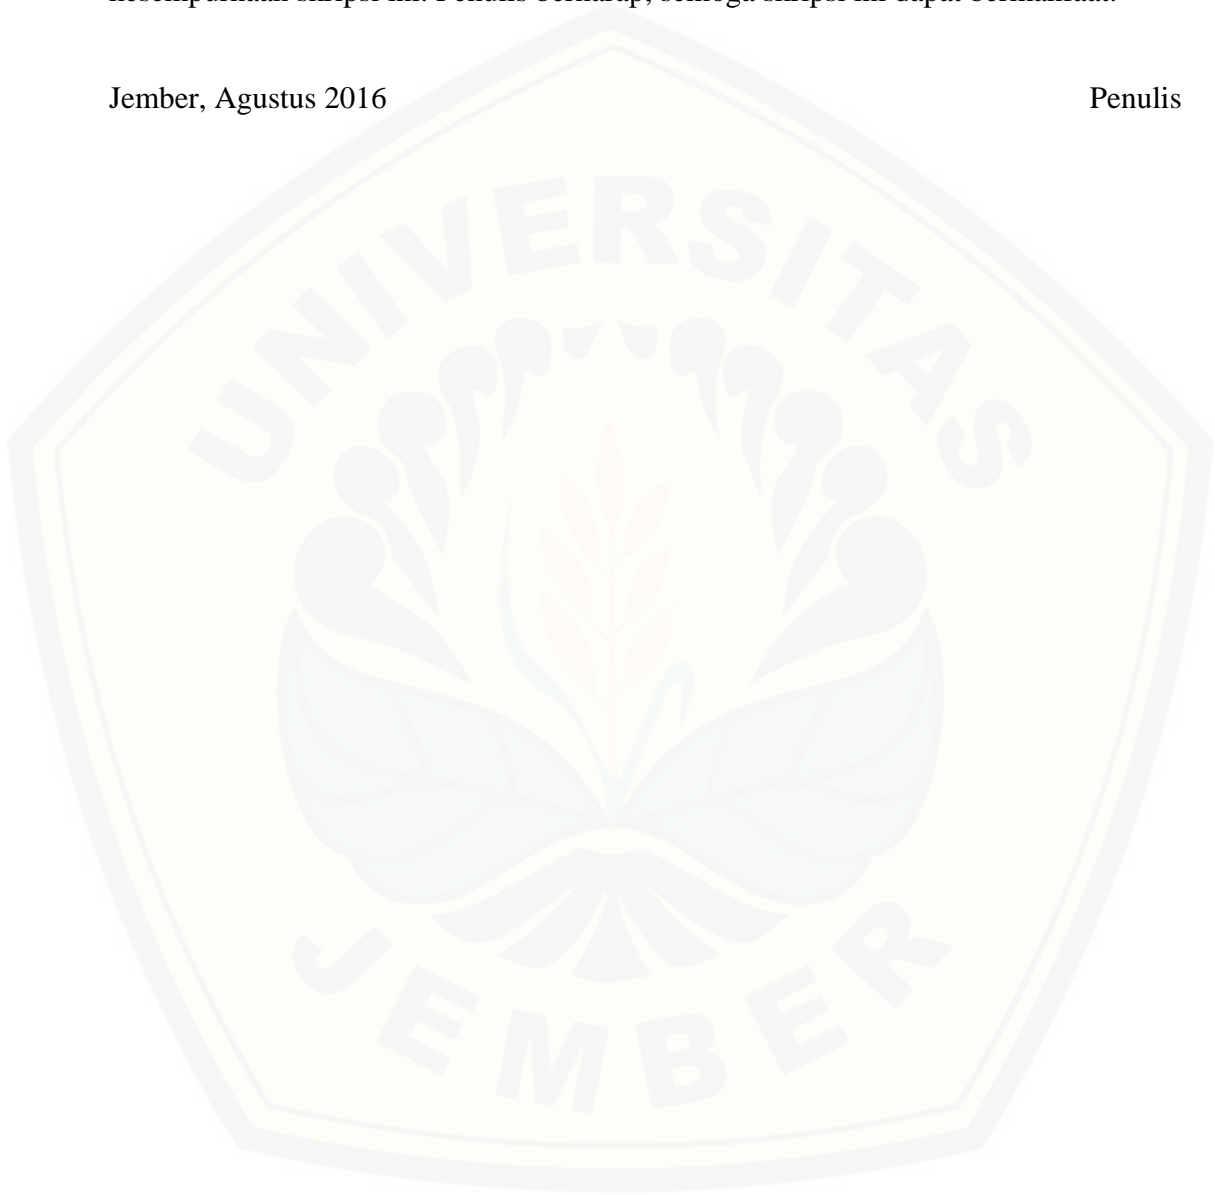 kesempurnaan skripsi ini. Penulis berharap, semoga skripsi ini dapat bermanfaat.
Jember, Agustus 2016 Penulis
UNIVERSITAS
JEMBER